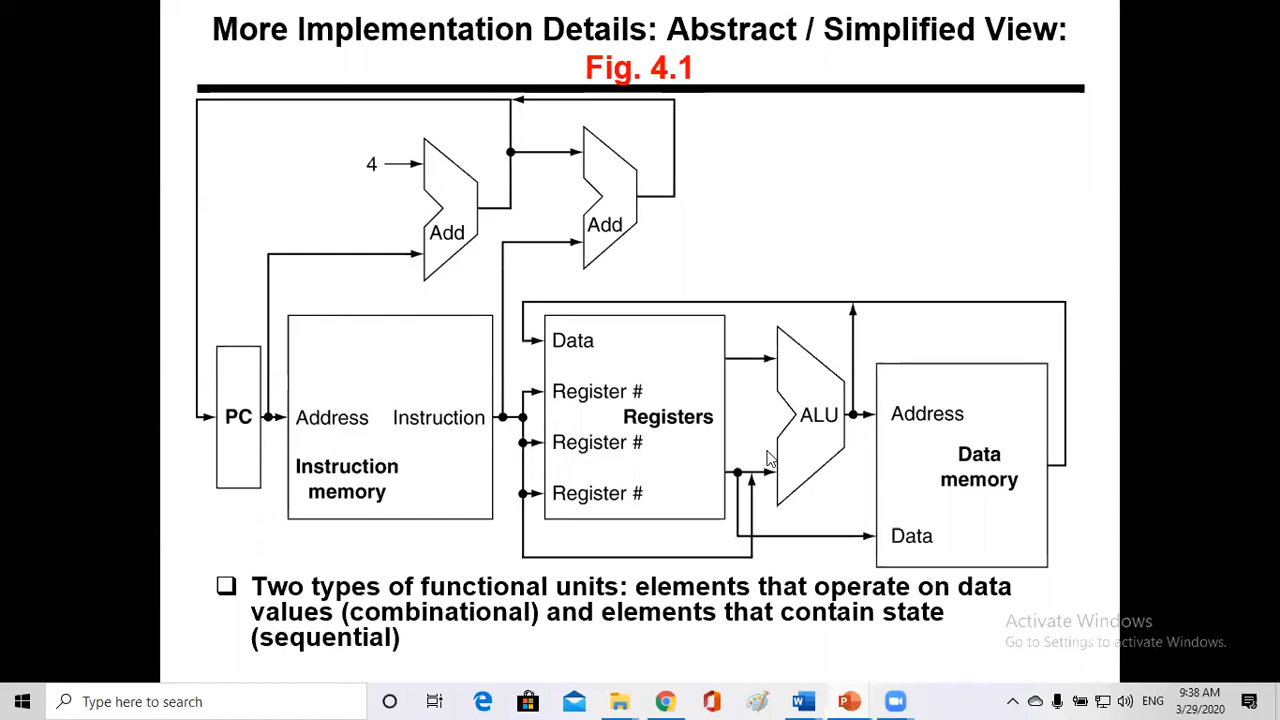 More Implementation Details: Abstract / Simplified View:
Fig. 4.1
4
Add
Add
Data
Register #
PC
Address
Instruction
Registers
ALU
Address
Register #
Instruction
memory
Data
memory
Register #
Data
❑ Two types of functional units: elements that operate on data
values (combinational) and elements that contain state
(sequential)
Activate Windows
Go to Settings to activate Windows.
Type here to search
ENG
9:38 AM
3/29/2020